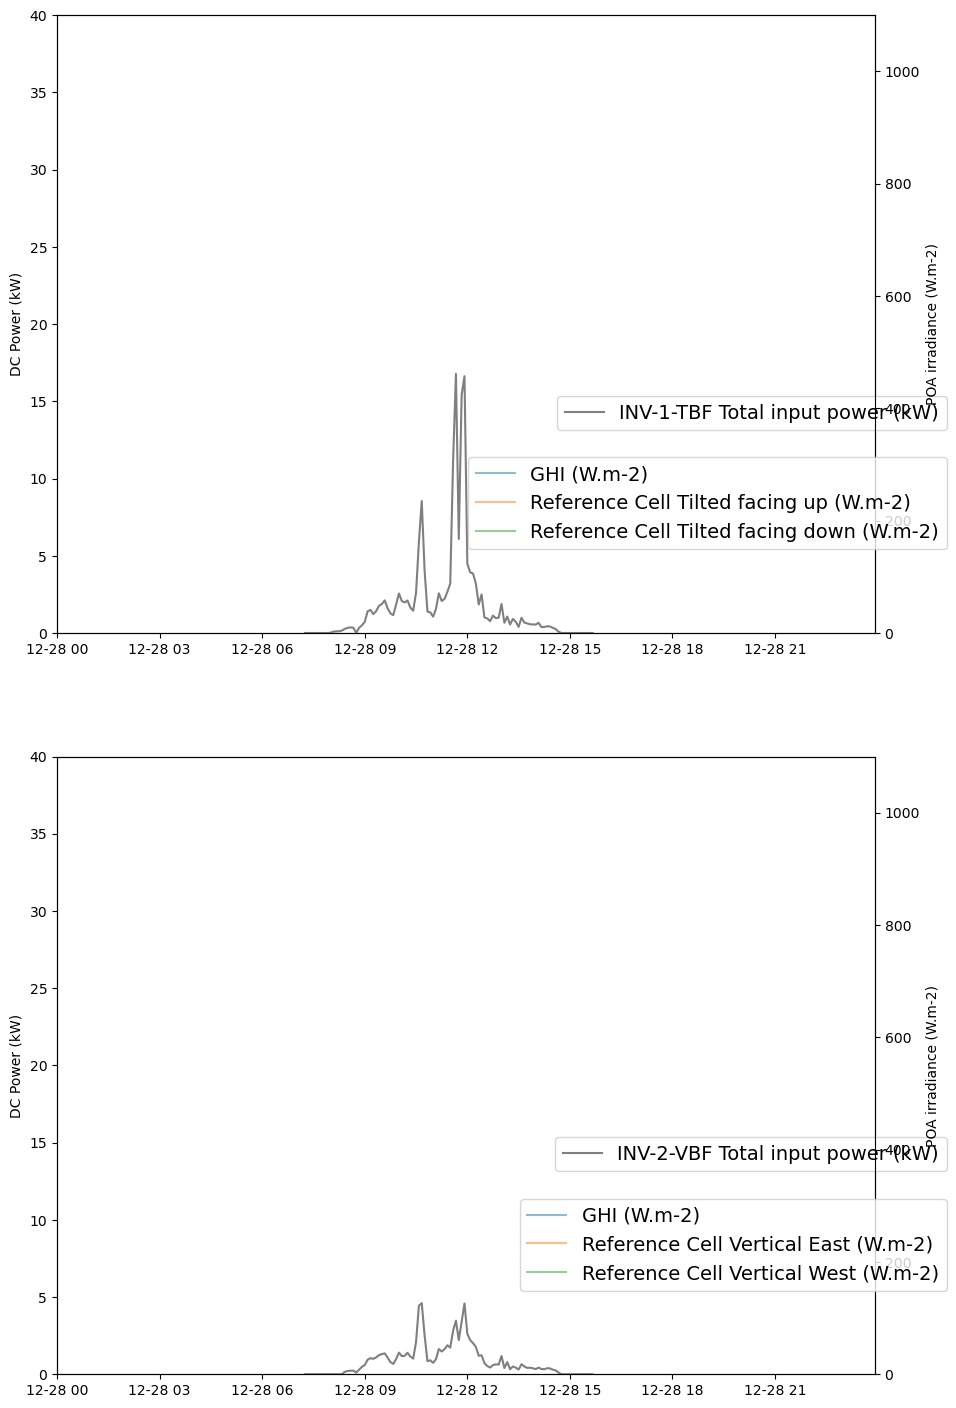 40
35
30
25
20
15
10
5
0
DC Power (kW)
1000
800
600
400
200
0
POA irradiance (W.m-2)
INV-1-TBF Total input power (kW)
GHI (W.m-2)
Reference Cell Tilted facing up (W.m-2)
Reference Cell Tilted facing down (W.m-2)
12-28 00 12-28 03 12-28 06 12-28 09 12-28 12 12-28 15 12-28 18 12-28 21
40
35
30
25
20
15
10
5
0
DC Power (kW)
1000
800
600
400
200
0
POA irradiance (W.m-2)
INV-2-VBF Total input power (kW)
GHI (W.m-2)
Reference Cell Vertical East (W.m-2)
Reference Cell Vertical West (W.m-2)
12-28 00 12-28 03 12-28 06 12-28 09 12-28 12 12-28 15 12-28 18 12-28 21